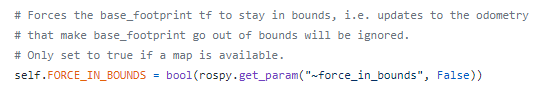 # Forces the base_footprint tf to stay in bounds, i.e. updates to the odometry
# that make base_footprint go out of bounds will be ignored.
# Only set to true if a map is available.
self.FORCE_IN_BOUNDS = bool(rospy.get_param("~force_in_bounds", False))